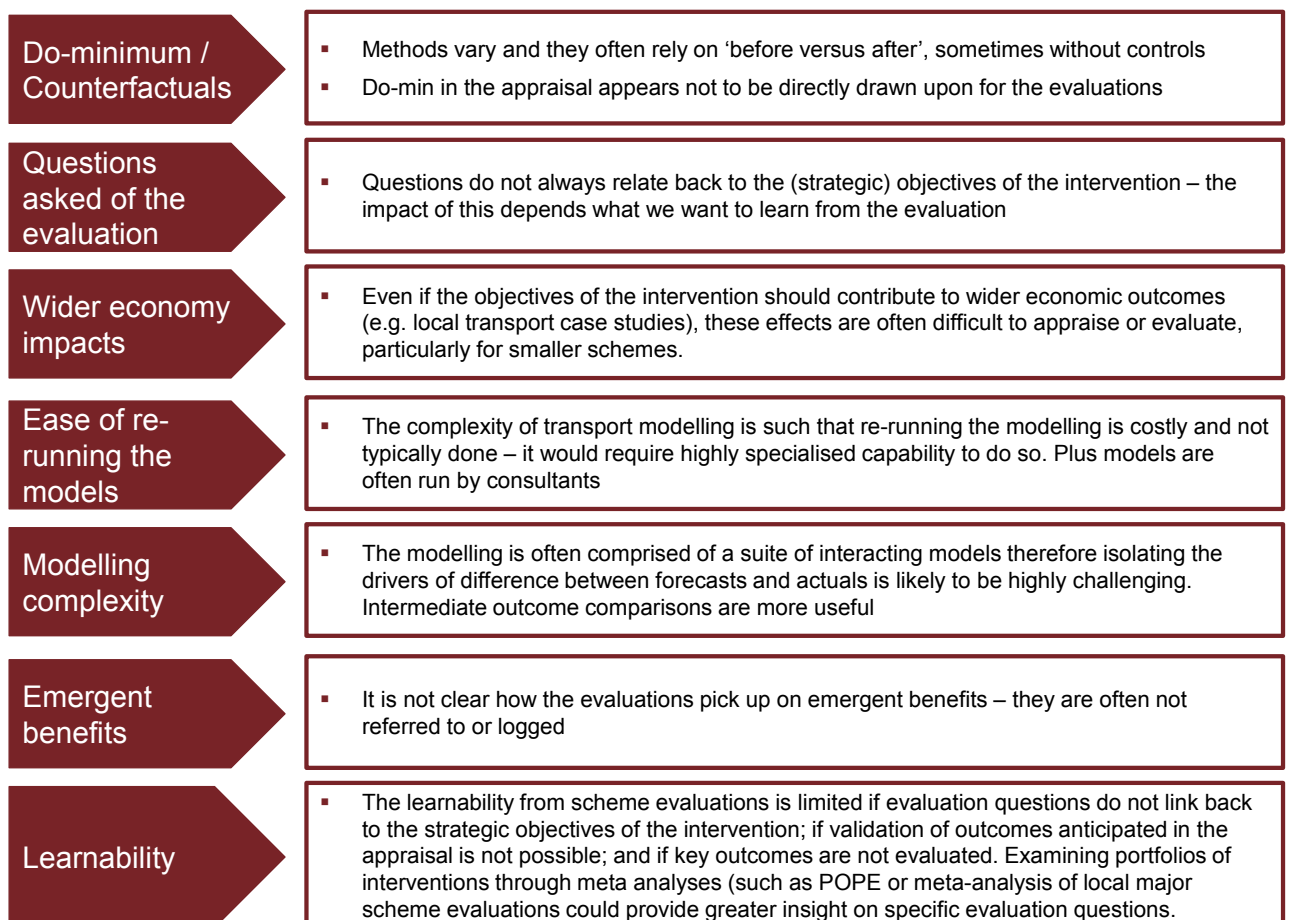 Do-minimum /
Counterfactuals
▪ Methods vary and they often rely on ‘before versus after’, sometimes without controls
▪ Do-min in the appraisal appears not to be directly drawn upon for the evaluations
Questions
asked of the
evaluation
▪ Questions do not always relate back to the (strategic) objectives of the intervention – the
impact of this depends what we want to learn from the evaluation
Wider economy
impacts
▪ Even if the objectives of the intervention should contribute to wider economic outcomes
(e.g. local transport case studies), these effects are often difficult to appraise or evaluate,
particularly for smaller schemes.
Ease of re-
running the
models
▪ The complexity of transport modelling is such that re-running the modelling is costly and not
typically done – it would require highly specialised capability to do so. Plus models are
often run by consultants
Modelling
complexity
▪ The modelling is often comprised of a suite of interacting models therefore isolating the
drivers of difference between forecasts and actuals is likely to be highly challenging.
Intermediate outcome comparisons are more useful
Emergent
benefits
▪ It is not clear how the evaluations pick up on emergent benefits – they are often not
referred to or logged
Learnability
▪ The learnability from scheme evaluations is limited if evaluation questions do not link back
to the strategic objectives of the intervention; if validation of outcomes anticipated in the
appraisal is not possible; and if key outcomes are not evaluated. Examining portfolios of
interventions through meta analyses (such as POPE or meta-analysis of local major
scheme evaluations could provide greater insight on specific evaluation questions.